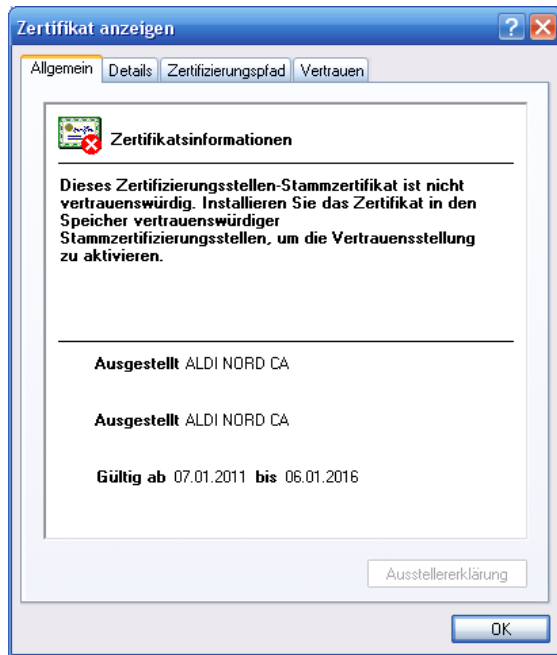 Zertifikat anzeigen
Allgemein Details Zertifizierungspfad Vertrauen
Zertifikatsinformationen
Dieses Zertifizierungsstellen-Stammzertifikat ist nicht
vertrauenswürdig. Installieren Sie das Zertifikat in den
Speicher vertrauenswürdiger
Stammzertifizierungsstellen, um die Vertrauensstellung
zu aktivieren.
Ausgestellt ALDI NORD CA
Ausgestellt ALDI NORD CA
Gültig ab 07.01.2011 bis 06.01.2016
Ausstellererklärung
OK